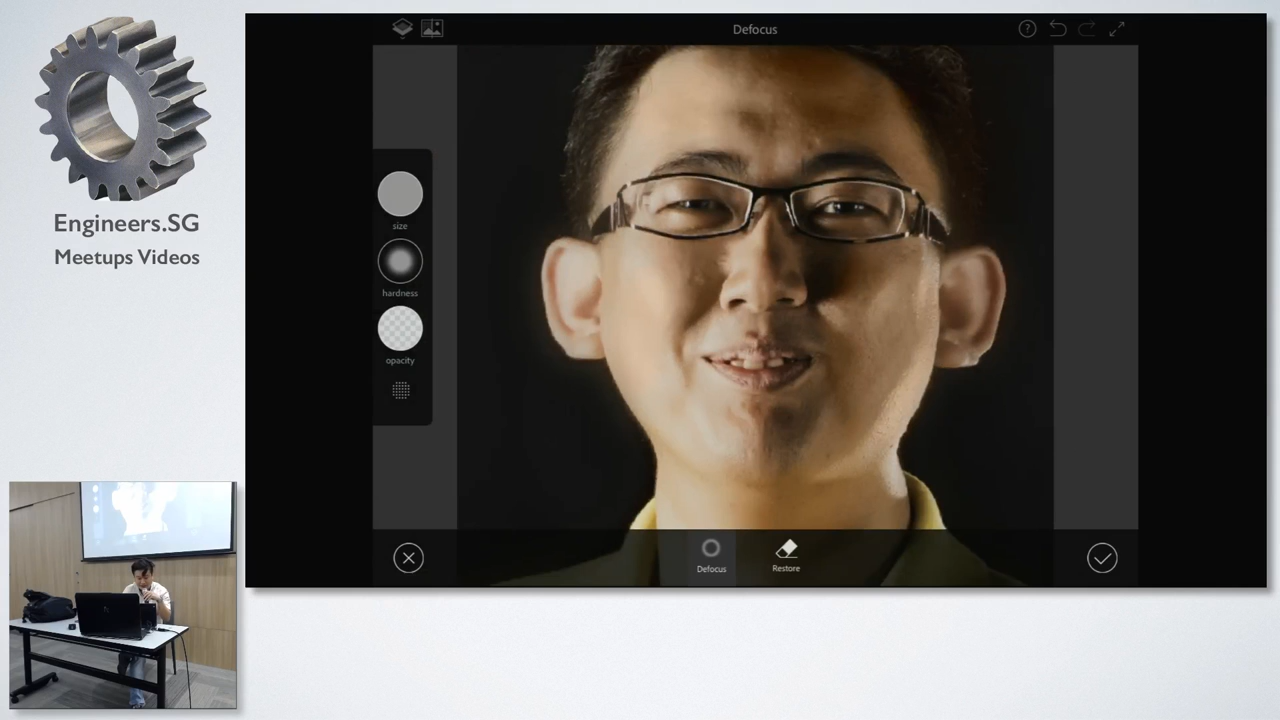 Engineers.SG
Meetups Videos
Defocus
?
size
hardness
opacity
Defocus
Restore